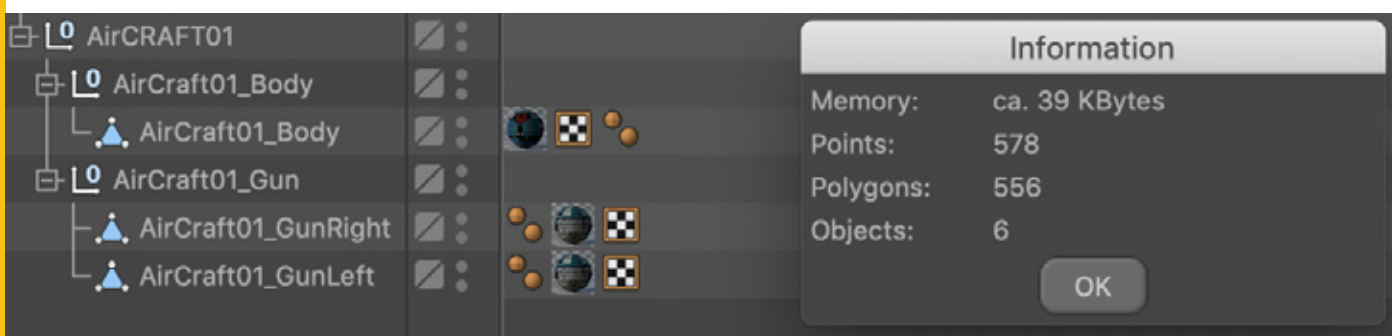 AirCRAFT01
AirCraft01_Body
AirCraft01_Body
AirCraft01_Gun
AirCraft01_GunRight
AirCraft01_GunLeft
Information
Memory: ca. 39 KBytes
Points: 578
Polygons: 556
Objects: 6
OK